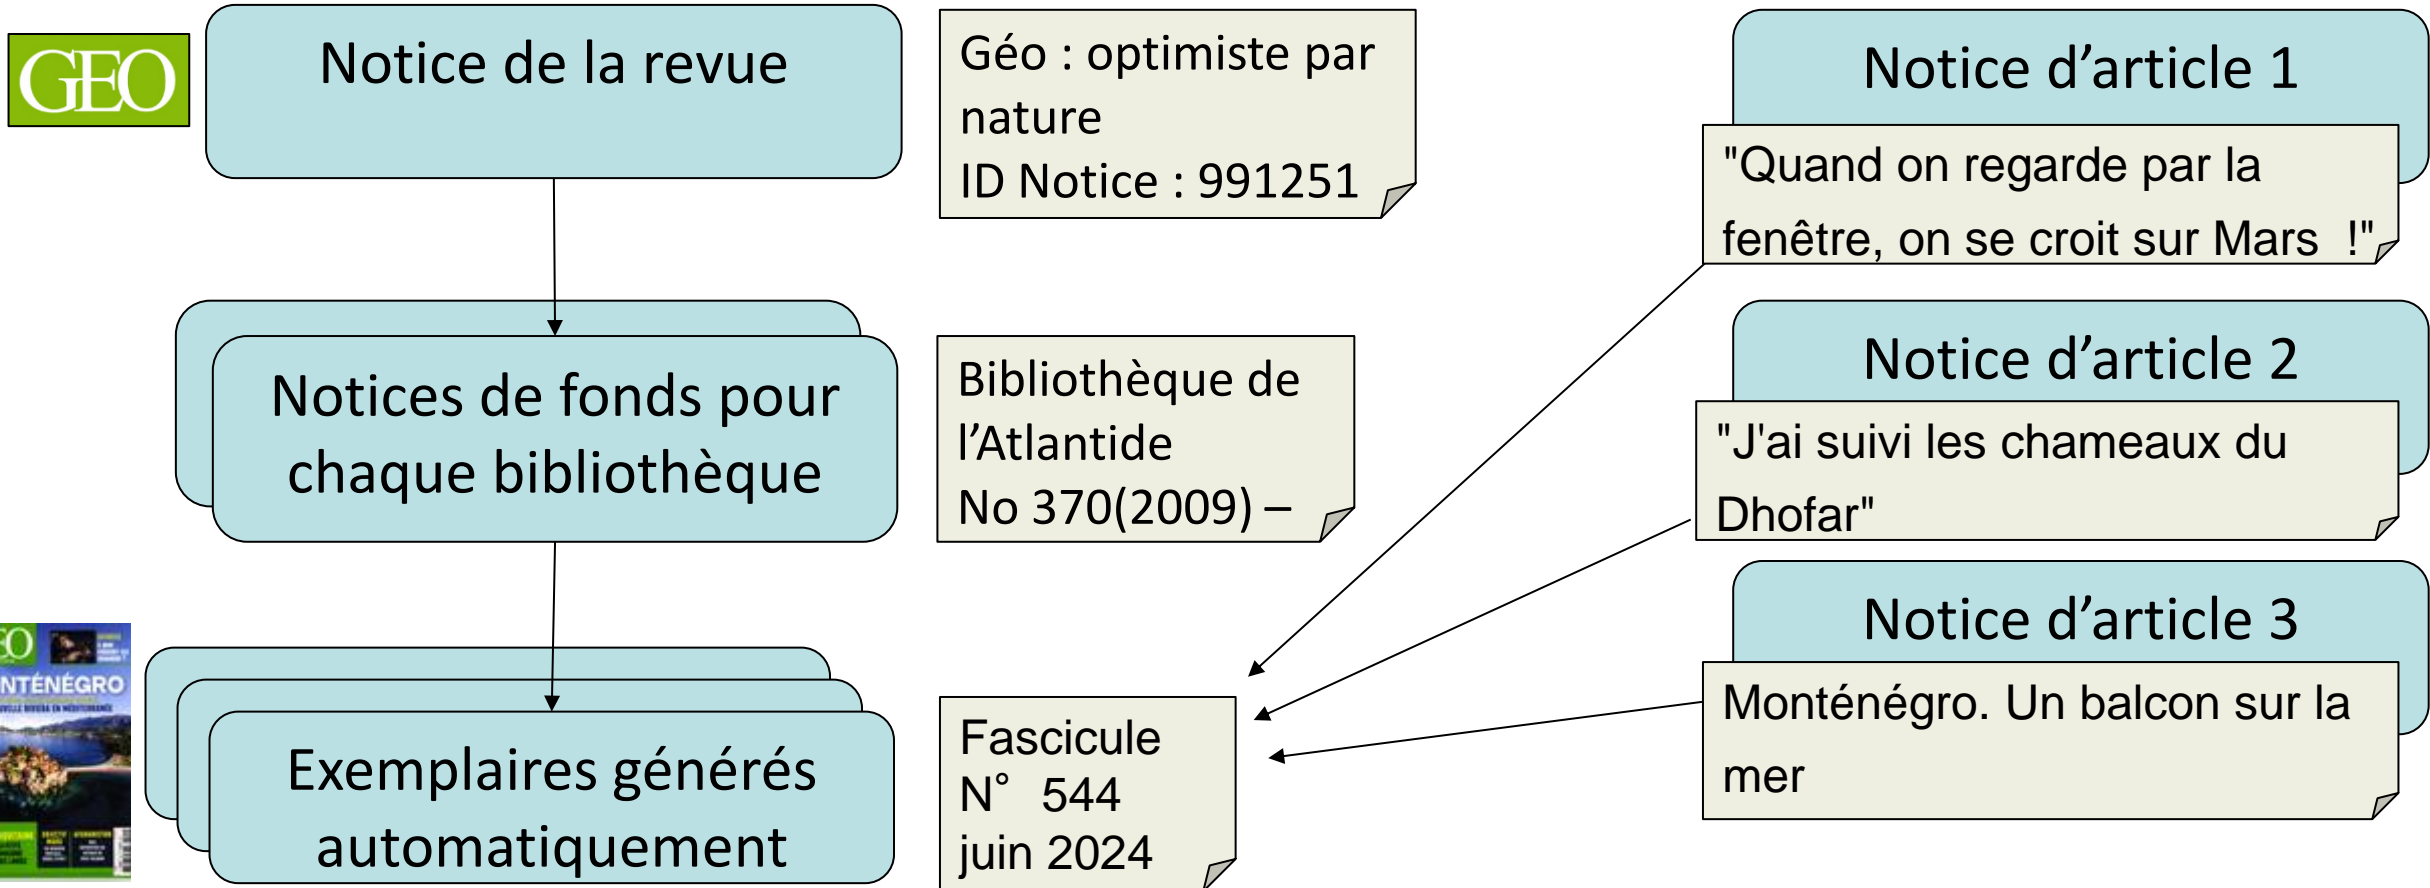 GEO
Notice de la revue
Géo : optimiste par
nature
ID Notice : 991251
Notices de fonds pour
chaque bibliothèque
Bibliothèque de
l’Atlantide
No 370(2009) –
Exemplaires générés
automatiquement
Fascicule
N° 544
juin 2024
Notice d’article 1
"Quand on regarde par la
fenêtre, on se croit sur Mars !"
Notice d’article 2
"J'ai suivi les chameaux du
Dhofar"
Notice d’article 3
Monténégro. Un balcon sur la
mer
EO
NTÉNÉGRO